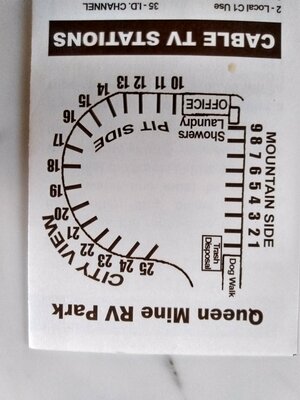 Queen Mine RV Park
Dog Walk
Trash
Disposal
25
24
23
22
21
20
19
18
17
16
15
14
13
12
11
10
CITY VIEW
MOUNTAIN SIDE
1
2
3
4
5
6
7
8
9
PIT SIDE
Laundry
Showers
OFFICE
CABLE TV STATIONS
2 - Local C1 Use 35 - I.D. CHANNEL